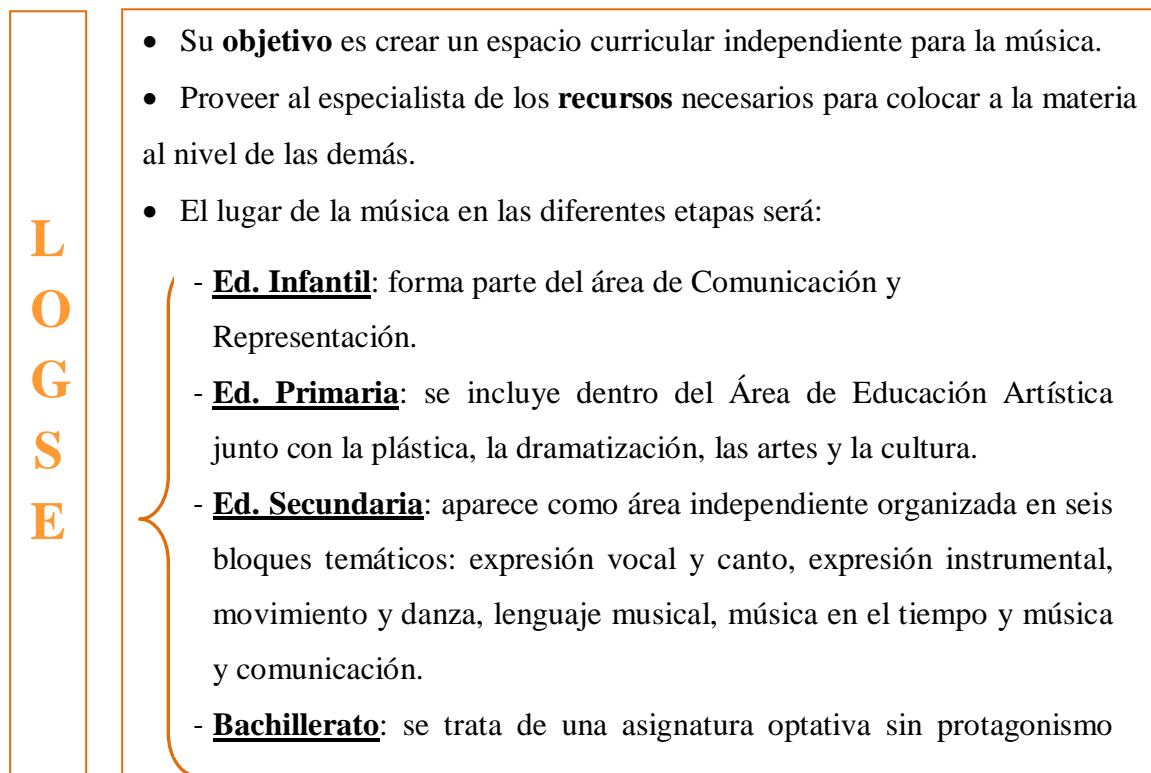 L
O
G
S
E
• Su objetivo es crear un espacio curricular independiente para la música.
• Proveer al especialista de los recursos necesarios para colocar a la materia
al nivel de las demás.
• El lugar de la música en las diferentes etapas será:
- Ed. Infantil: forma parte del área de Comunicación y
Representación.
- Ed. Primaria: se incluye dentro del Área de Educación Artística
junto con la plástica, la dramatización, las artes y la cultura.
- Ed. Secundaria: aparece como área independiente organizada en seis
bloques temáticos: expresión vocal y canto, expresión instrumental,
movimiento y danza, lenguaje musical, música en el tiempo y música
y comunicación.
- Bachillerato: se trata de una asignatura optativa sin protagonismo